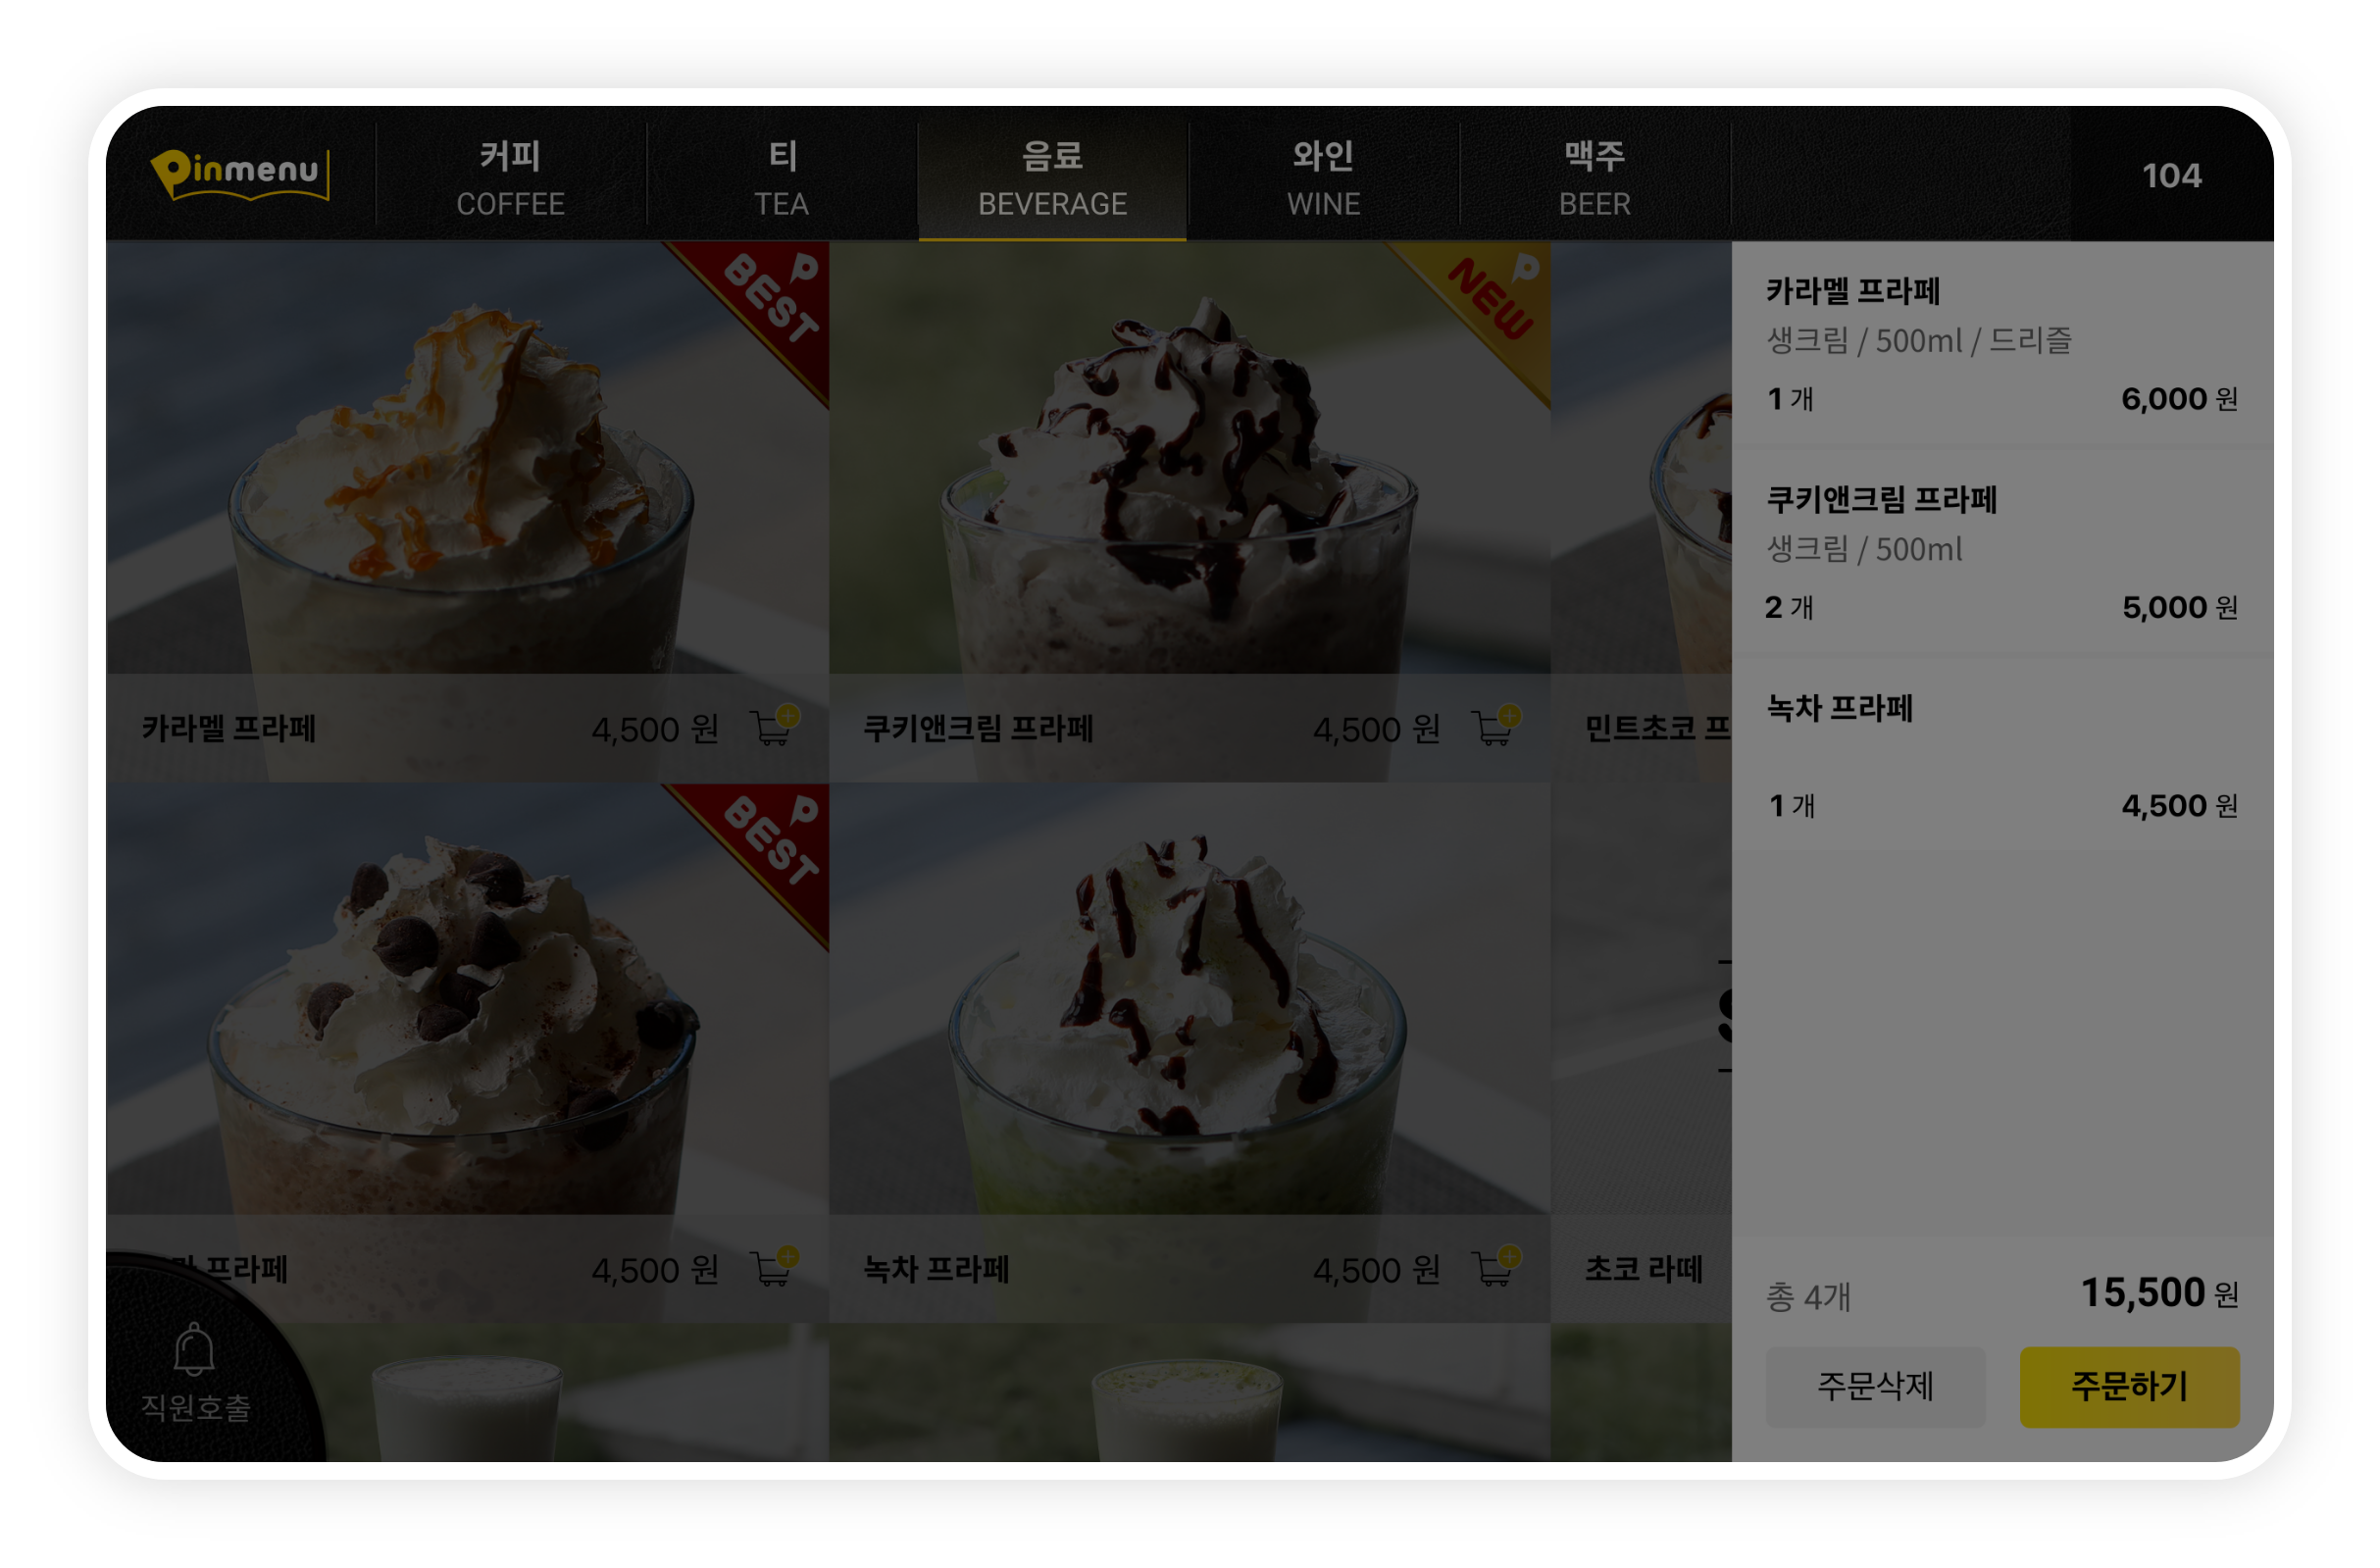 Pinmenu
커피
COFFEE
티
TEA
음료
BEVERAGE
와인
WINE
맥주
BEER
104
BEST
NEW
카라멜 프라페
4,500 원
쿠키앤크림 프라페
4,500 원
민트초코 프
BEST
프라페
4,500 원
녹차 프라페
4,500 원
초코 라떼
직원호출
카라멜 프라페
생크림 / 500ml / 드리즐
1 개
6,000 원
쿠키앤크림 프라페
생크림 / 500ml
2 개
5,000 원
녹차 프라페
1 개
4,500 원
총 4개
15,500 원
주문삭제
주문하기